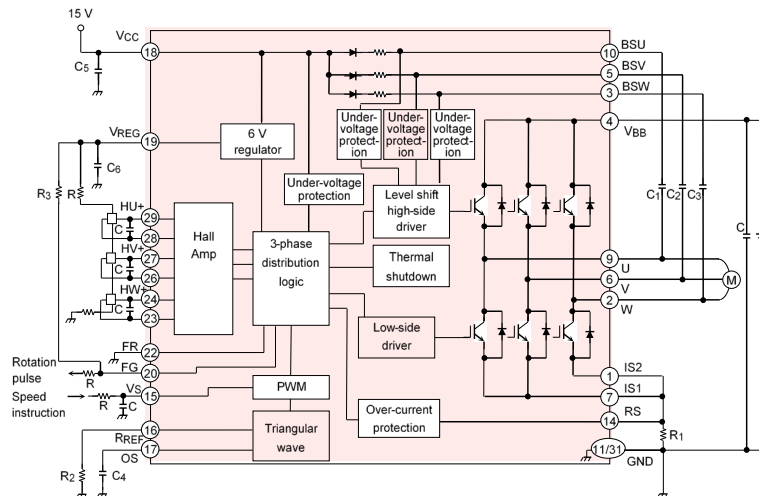 15 V
VCC
18
C5
10
BSU
5
BSV
3
BSW
4
VBB
VREG
19
6 V
regulator
Under-
voltage
protect-
ion
Under-
voltage
protect-
ion
Under-
voltage
protect-
ion
C6
R3
R
Under-voltage
protection
Level shift
high-side
driver
C1
C2
C3
C
HU+
29
C
28
HV+
27
C
26
HW+
24
C
23
Hall
Amp
3-phase
distribution
logic
Thermal
shutdown
9
U
6
V
2
W
M
Low-side
driver
FR
22
FG
20
Rotation
pulse
R
Speed
instruction
R
C
VS
15
PWM
1
IS2
7
IS1
14
RS
Over-current
protection
R1
16
RREF
17
OS
Triangular
wave
11/31
GND
R2
C4